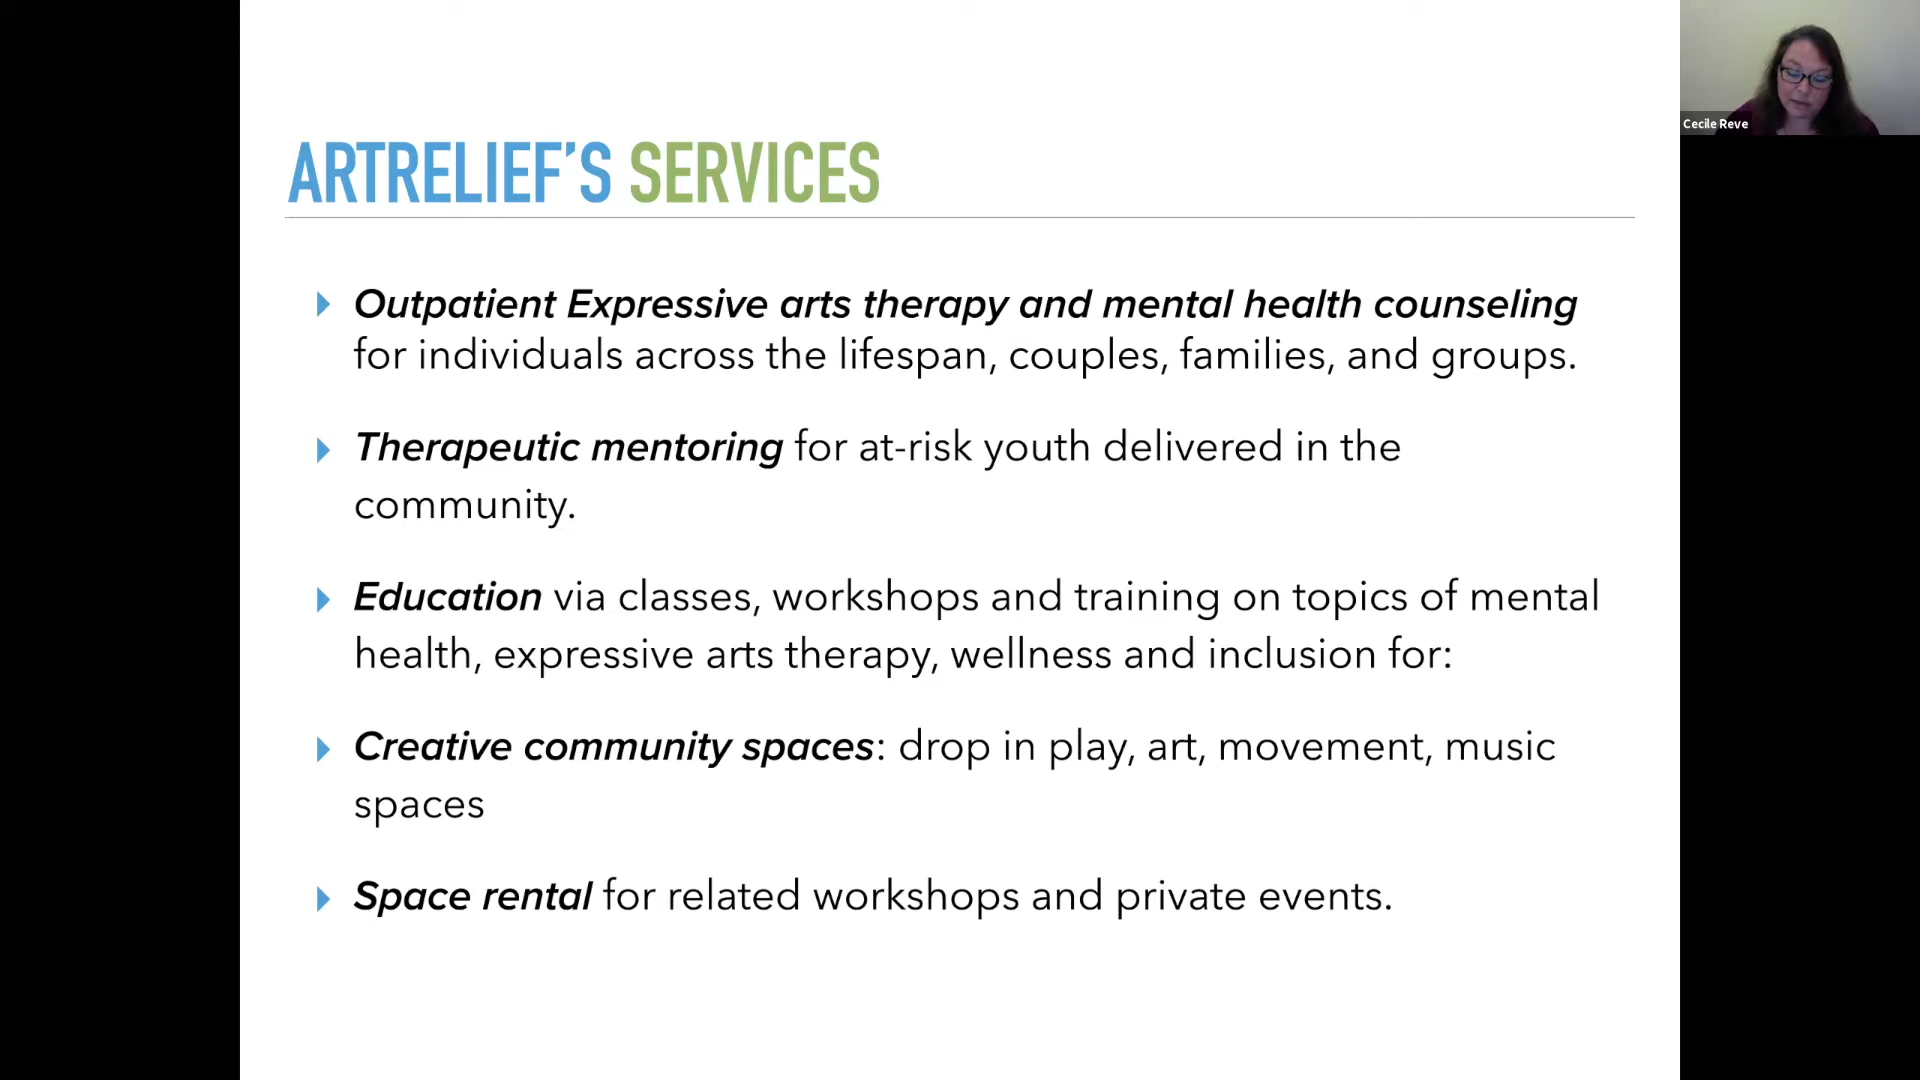 ARTRELIEF’S SERVICES
Outpatient Expressive arts therapy and mental health counseling
for individuals across the lifespan, couples, families, and groups.
Therapeutic mentoring for at-risk youth delivered in the
community.
Education via classes, workshops and training on topics of mental
health, expressive arts therapy, wellness and inclusion for:
Creative community spaces: drop in play, art, movement, music
spaces
Space rental for related workshops and private events.
Cecile Reve